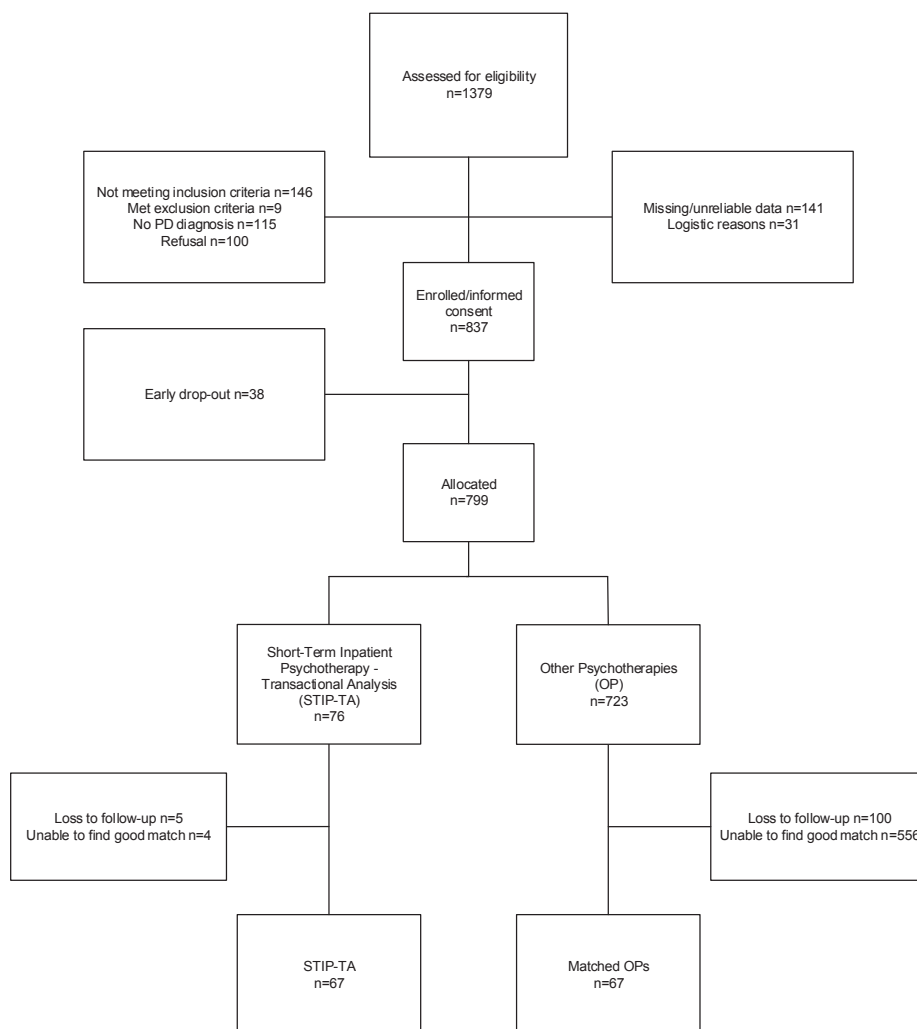 Assessed for eligibility
n=1379
Not meeting inclusion criteria n=146
Met exclusion criteria n=9
No PD diagnosis n=115
Refusal n=100
Missing/unreliable data n=141
Logistic reasons n=31
Enrolled/informed
consent
n=837
Early drop-out n=38
Allocated
n=799
Short-Term Inpatient
Psychotherapy -
Transactional Analysis
(STIP-TA)
n=76
Other Psychotherapies
(OP)
n=723
Loss to follow-up n=5
Unable to find good match n=4
Loss to follow-up n=100
Unable to find good match n=556
STIP-TA
n=67
Matched OPs
n=67